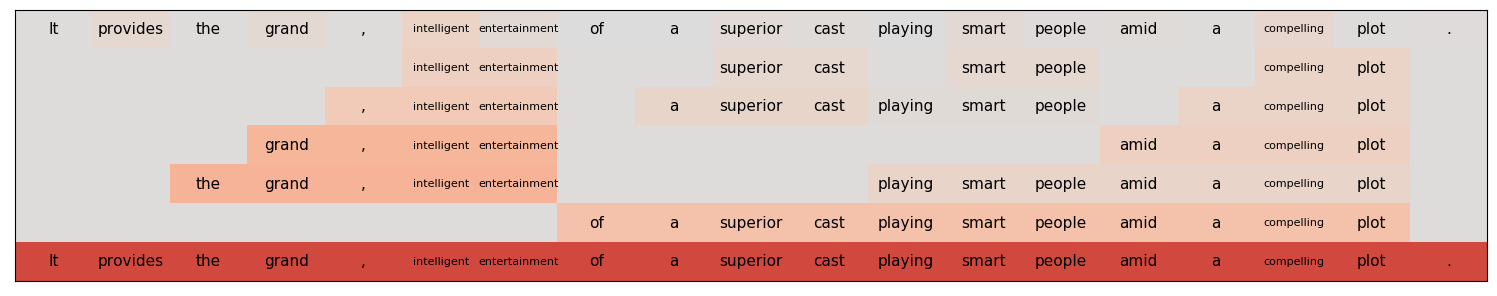 It provides the grand , intelligent entertainment of a superior cast playing smart people amid a compelling plot .
intelligent entertainment superior cast smart people compelling plot
, intelligent entertainment a superior cast playing smart people a compelling plot
grand , intelligent entertainment amid a compelling plot
the grand , intelligent entertainment playing smart people amid a compelling plot
of a superior cast playing smart people amid a compelling plot
It provides the grand , intelligent entertainment of a superior cast playing smart people amid a compelling plot .